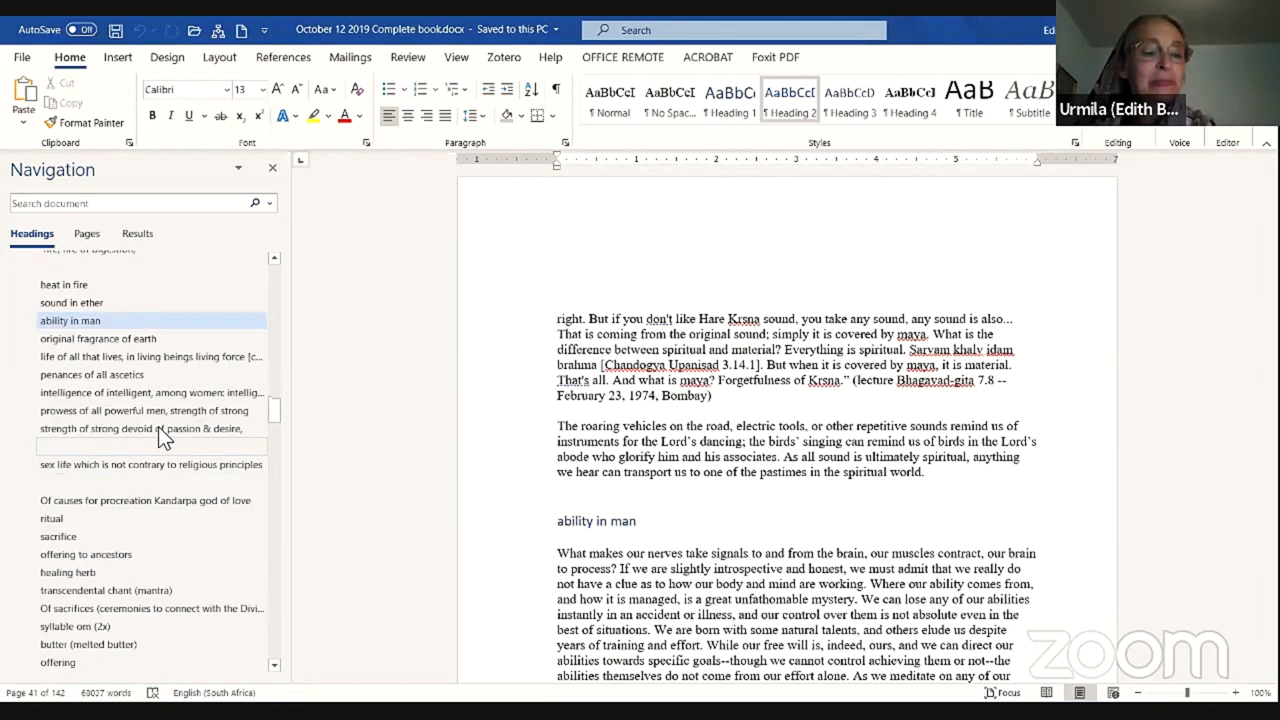 AutoSave Off
October 12 2019 Complete book.docx - Saved to this PC
Search
File Home Insert Design Layout References Mailings Review View Zotero Help EDraw OFFICE REMOTE ACROBAT Foxit PDF
Urmila (Edith B...
Paste
Cut
Copy
Format Painter
Clipboard
Calibri 13
Font
Paragraph
AaBbCcI AaBbCcI AaBbCcI AaBbCcI AaBbCcD AaBbCcI AaB AaB
¶ Normal ¶ No Spac... ¶ Heading 1 ¶ Heading 2 ¶ Heading 3 ¶ Heading 4 ¶ Title ¶ Subtitle
Styles
Editing Voice Editor
Navigation
Search document
Headings Pages Results
heat in fire
sound in ether
ability in man
original fragrance of earth
life of all that lives, in living beings living force [c...
penances of all ascetics
intelligence of intelligent, among women: intellig...
prowess of all powerful men, strength of strong
strength of strong devoid of passion & desire,
sex life which is not contrary to religious principles
Of causes for procreation Kandarpa god of love
ritual
sacrifice
offering to ancestors
healing herb
transcendental chant (mantra)
Of sacrifices (ceremonies to connect with the Divi...
syllable om (2x)
butter (melted butter)
offering
right. But if you don't like Hare Krsna sound, you take any sound, any sound is also...
That is coming from the original sound; simply it is covered by maya. What is the
difference between spiritual and material? Everything is spiritual. Sarvam khalv idam
brahma [Chandogya Upanisad 3.14.1]. But when it is covered by maya, it is material.
That's all. And what is maya? Forgetfulness of Krsna.” (lecture Bhagavad-gita 7.8 --
February 23, 1974, Bombay)
The roaring vehicles on the road, electric tools, or other repetitive sounds remind us of
instruments for the Lord’s dancing; the birds’ singing can remind us of birds in the Lord’s
abode who glorify him and his associates. As all sound is ultimately spiritual, anything
we hear can transport us to one of the pastimes in the spiritual world.
ability in man
What makes our nerves take signals to and from the brain, our muscles contract, our brain
to process? If we are slightly introspective and honest, we must admit that we really do
not have a clue as to how our body and mind are working. Where our ability comes from,
and how it is managed, is a great unfathomable mystery. We can lose any of our abilities
instantly in an accident or illness, and our control over them is not absolute even in the
best of situations. We are born with some natural talents, and others elude us despite
years of training and effort. While our free will is, indeed, ours, and we can direct our
abilities towards specific goals--though we cannot control achieving them or not--the
abilities themselves do not come from our effort alone. As we meditate on any of our
zoom
Page 41 of 142 68037 words English (South Africa) Focus 100%